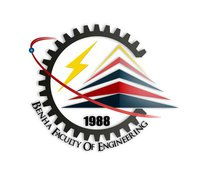 1988
BENHA FACULTY OF ENGINEERING